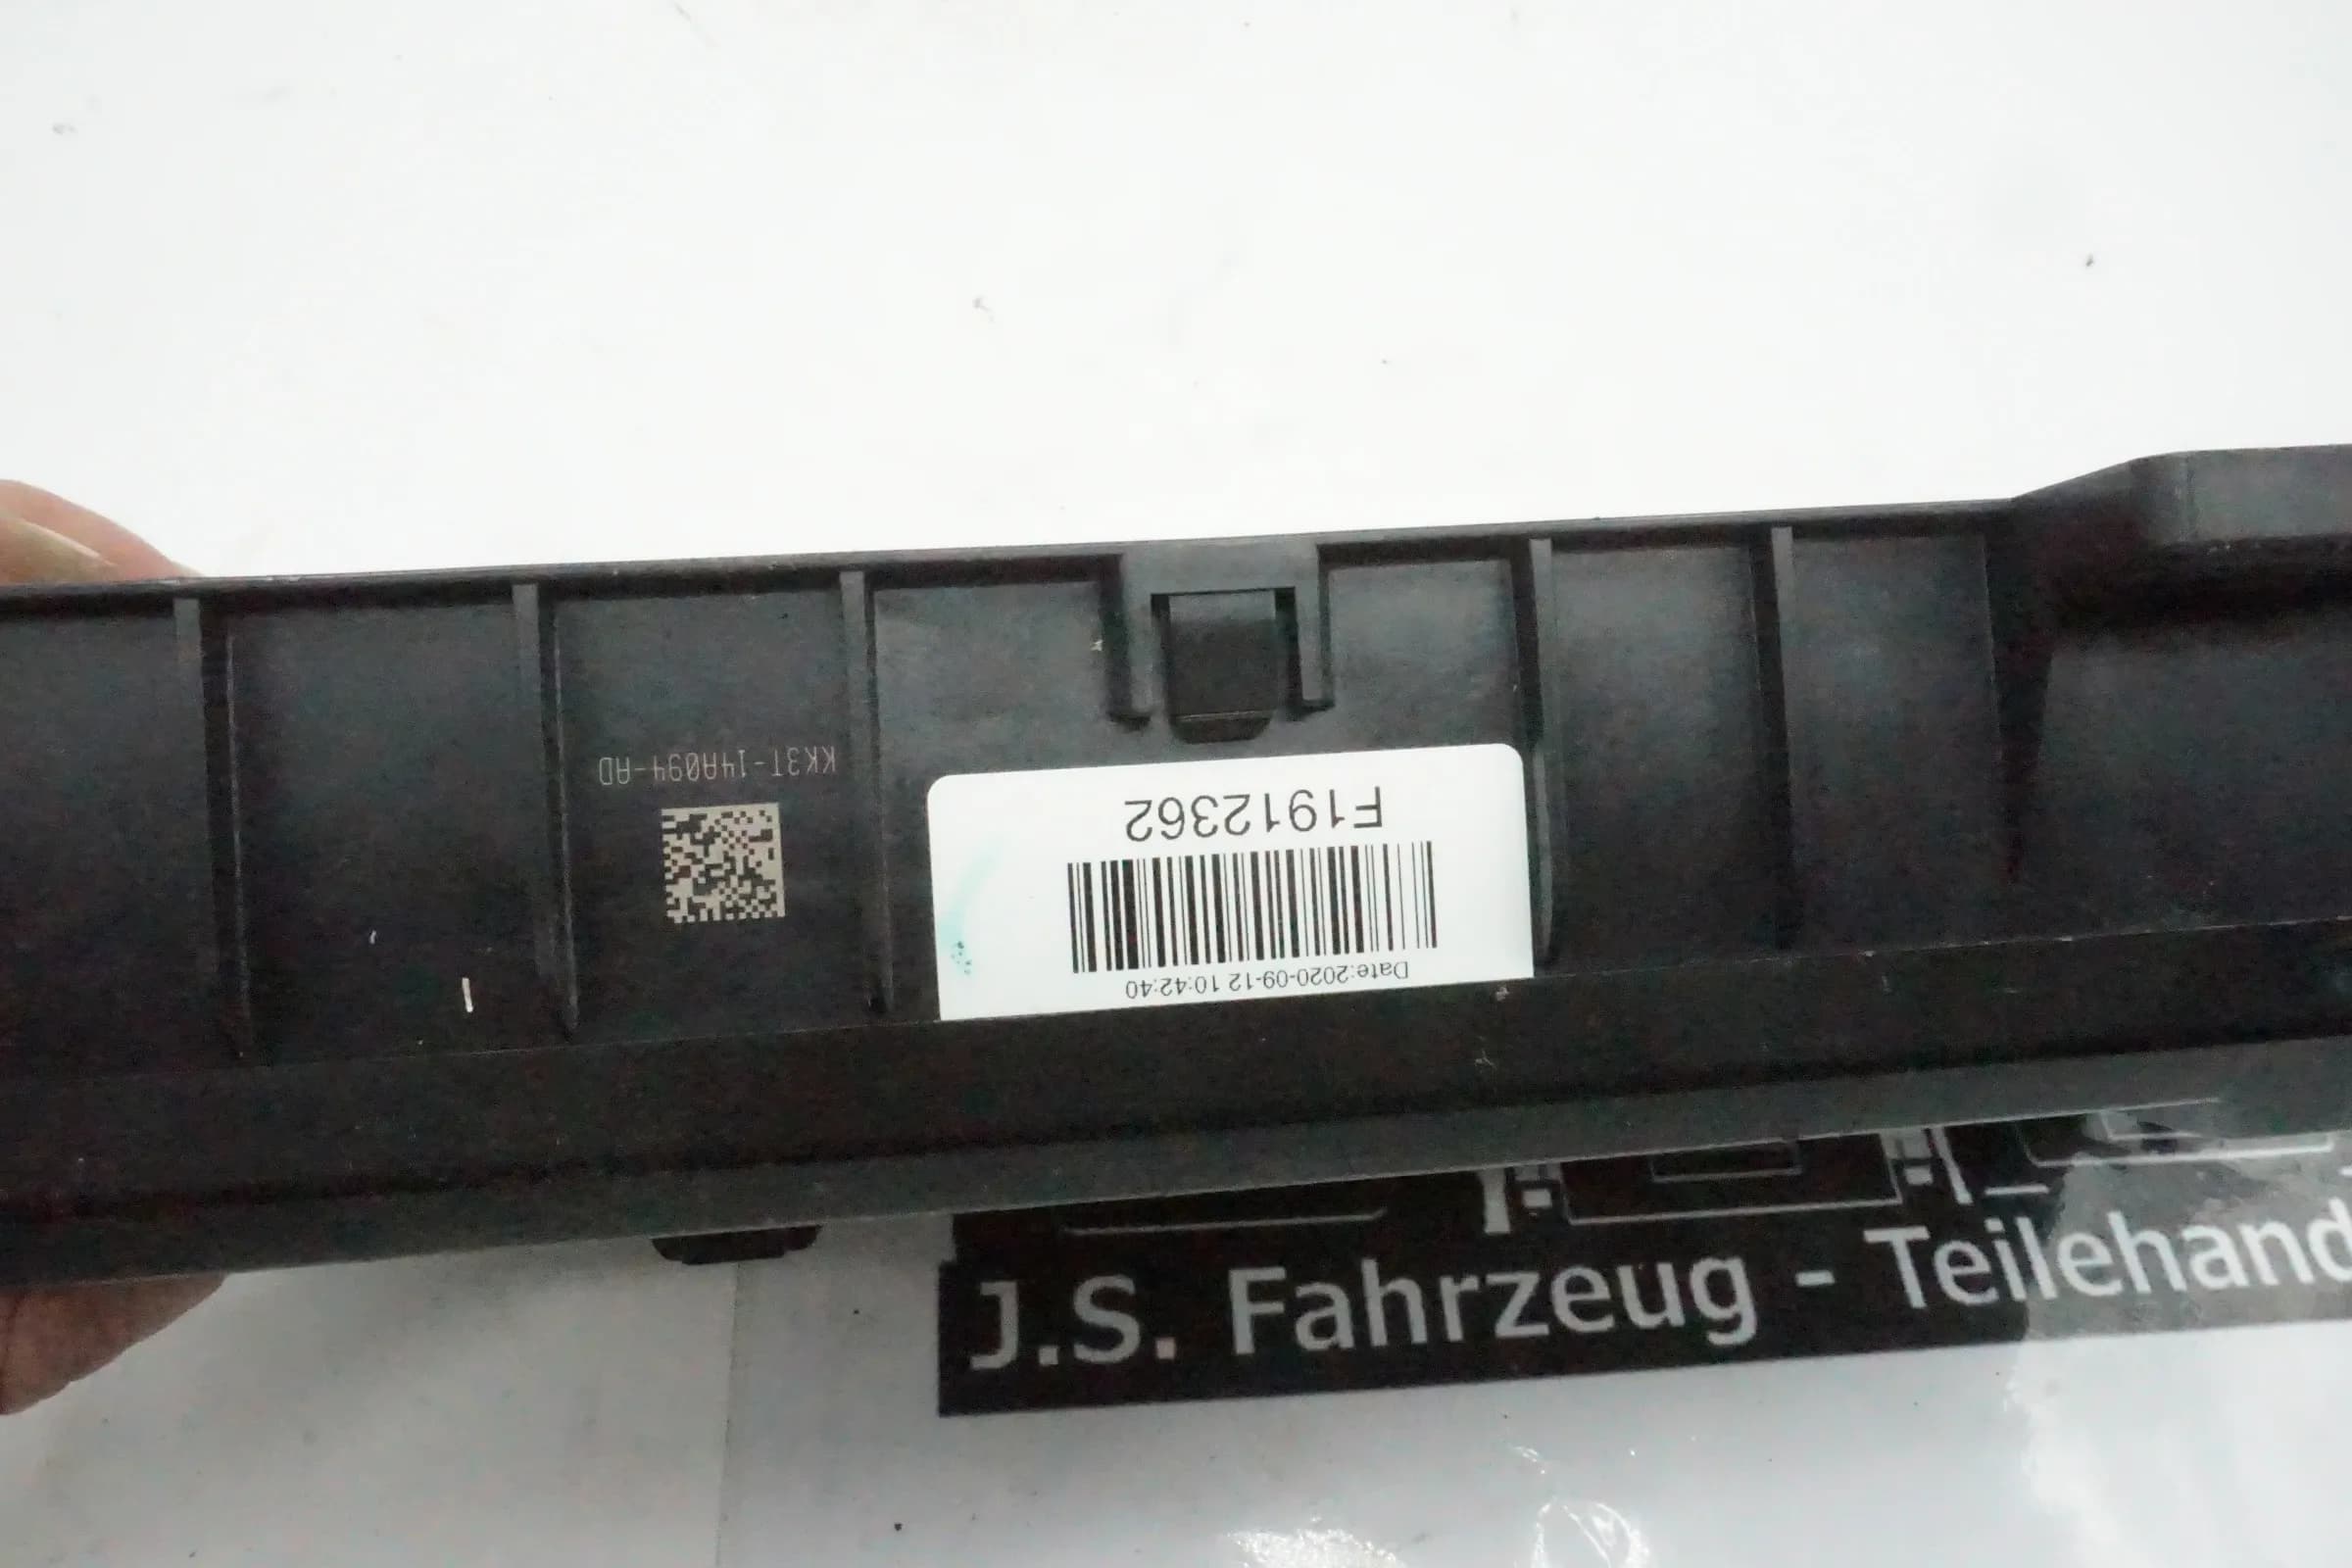 KK3T-14A094-AD
F1912362
Date:2020-09-12 10:42:40
J.S. Fahrzeug - Teilehand